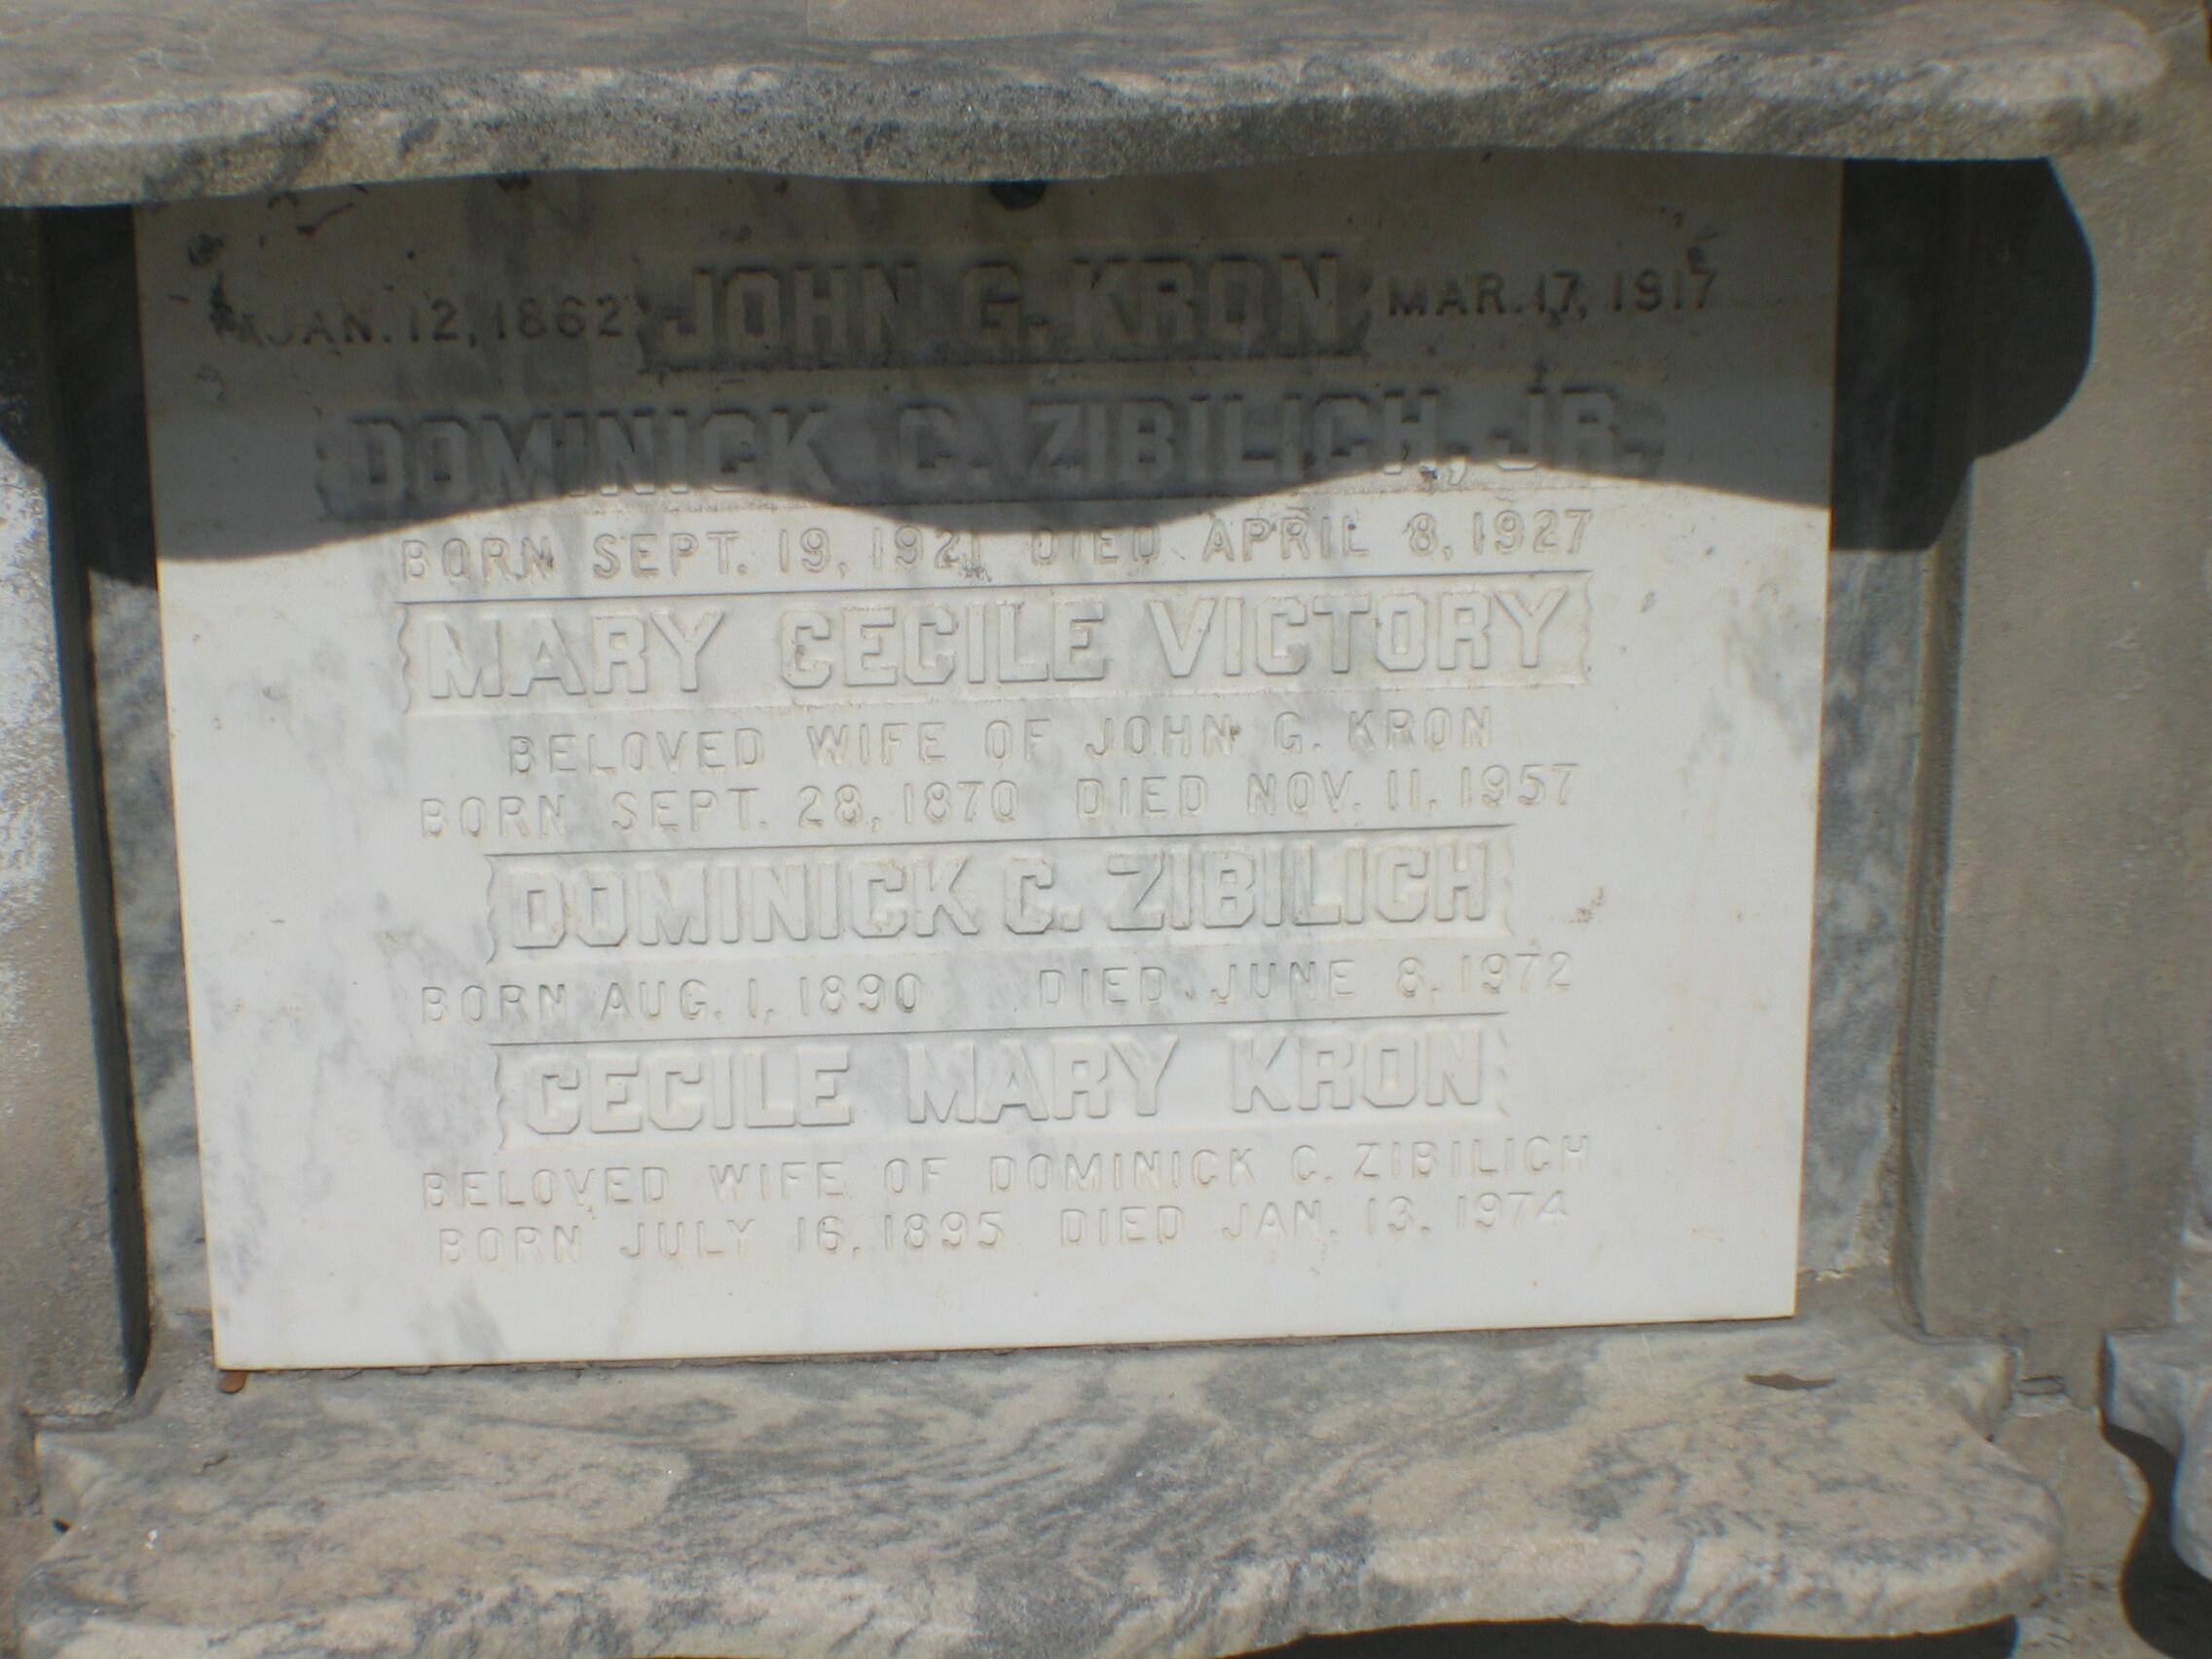 JAN. 12, 1862 JOHN G. KRON MAR. 17, 1917
DOMINICK C. ZIBILICH, JR.
BORN SEPT. 19, 1921 DIED APRIL 8, 1927
MARY CECILE VICTORY
BELOVED WIFE OF JOHN G. KRON
BORN SEPT. 28, 1870 DIED NOV. 11, 1957
DOMINICK C. ZIBILICH
BORN AUG. 1, 1890 DIED JUNE 8, 1972
CECILE MARY KRON
BELOVED WIFE OF DOMINICK C. ZIBILICH
BORN JULY 16, 1895 DIED JAN. 13, 1974